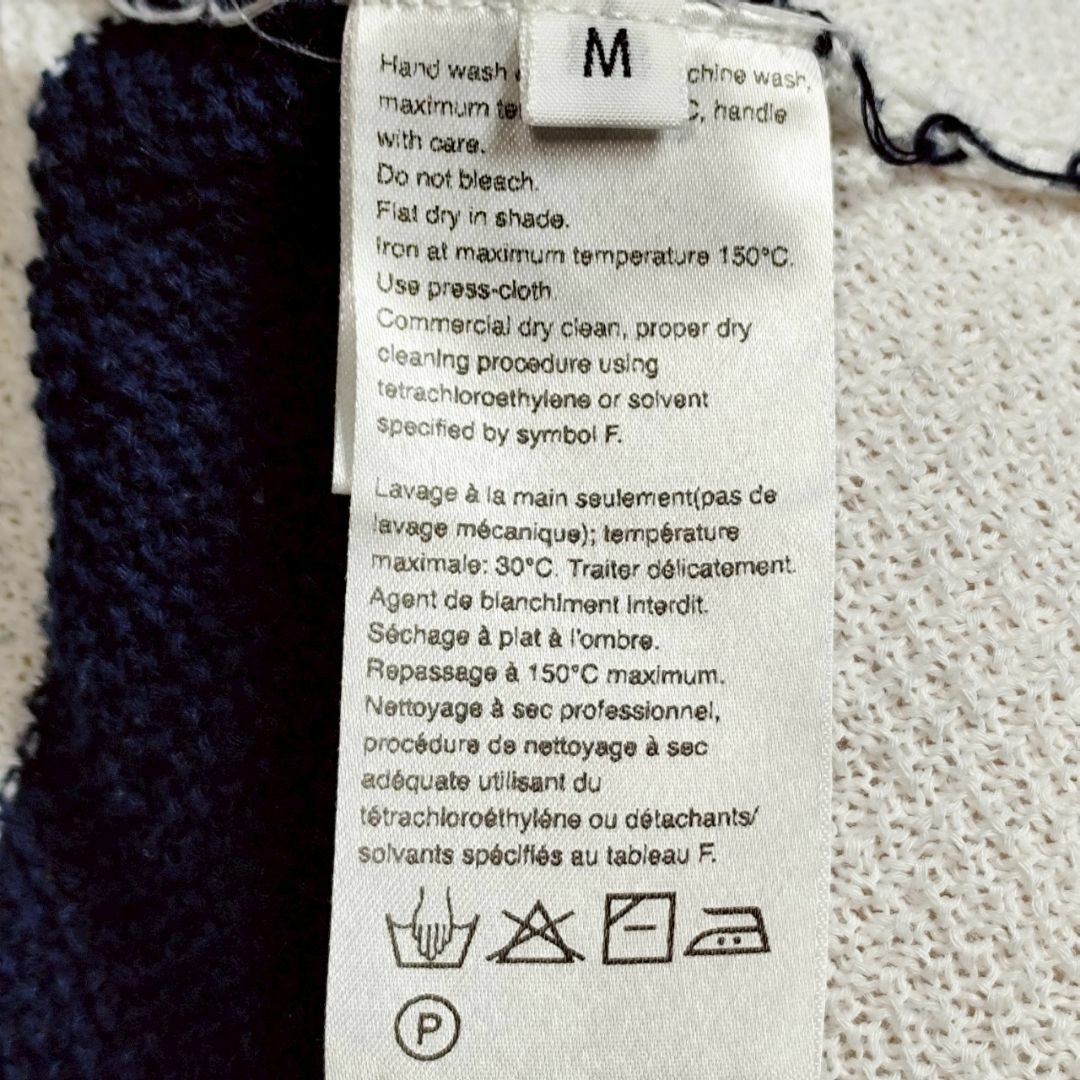 M
Hand wash chine wash,
maximum te C, handle
with care.
Do not bleach.
Flat dry in shade.
Iron at maximum temperature 150°C.
Use press-cloth.
Commercial dry clean, proper dry
cleaning procedure using
tetrachloroethylene or solvent
specified by symbol F.
Lavage à la main seulement(pas de
lavage mécanique); température
maximale: 30°C. Traiter délicatement.
Agent de blanchiment interdit.
Séchage à plat à l'ombre.
Repassage à 150°C maximum.
Nettoyage à sec professionnel,
procédure de nettoyage à sec
adéquate utilisant du
tétrachloroéthyléne ou détachants/
solvants spécifiés au tableau F.
P